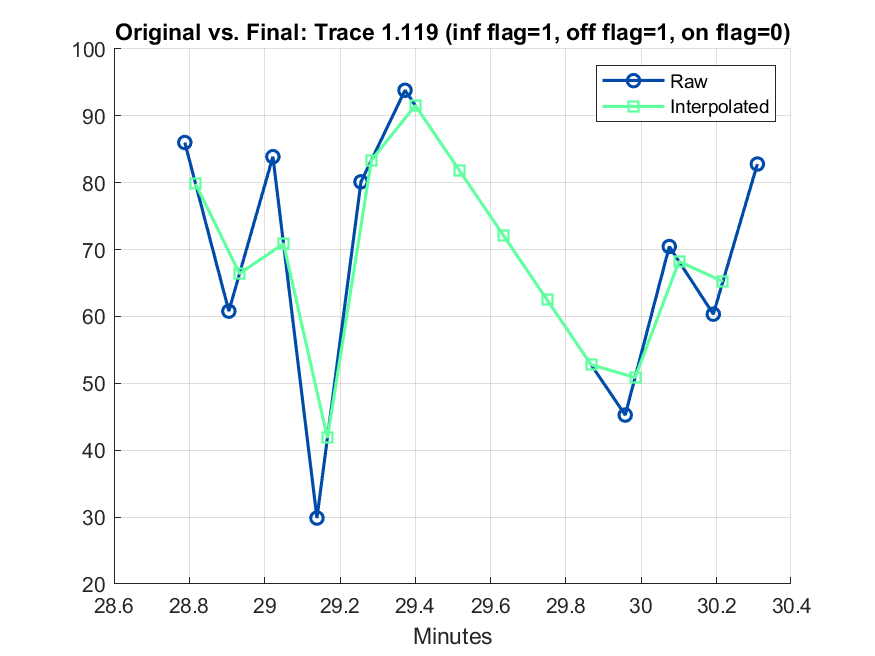 Original vs. Final: Trace 1.119 (inf flag=1, off flag=1, on flag=0)
100
90
80
70
60
50
40
30
20
Raw
Interpolated
28.6 28.8 29 29.2 29.4 29.6 29.8 30 30.2 30.4
Minutes